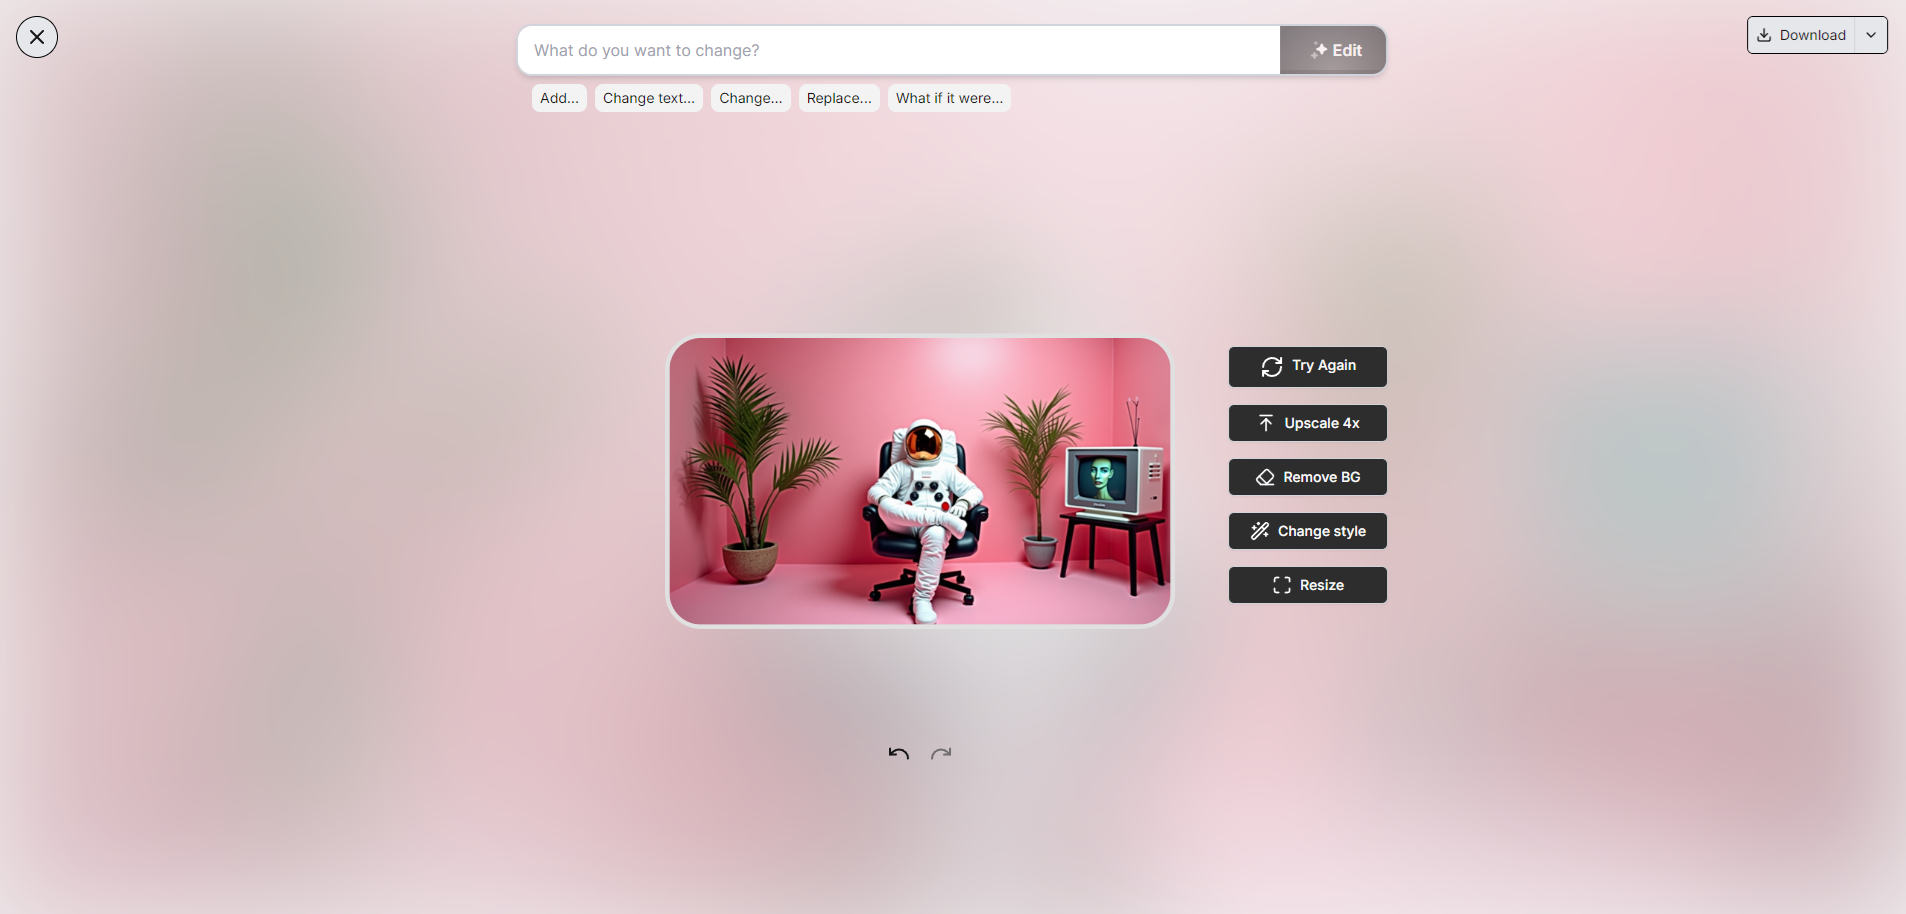 What do you want to change?
Edit
Download
Add...
Change text...
Change...
Replace...
What if it were...
Try Again
Upscale 4x
Remove BG
Change style
Resize